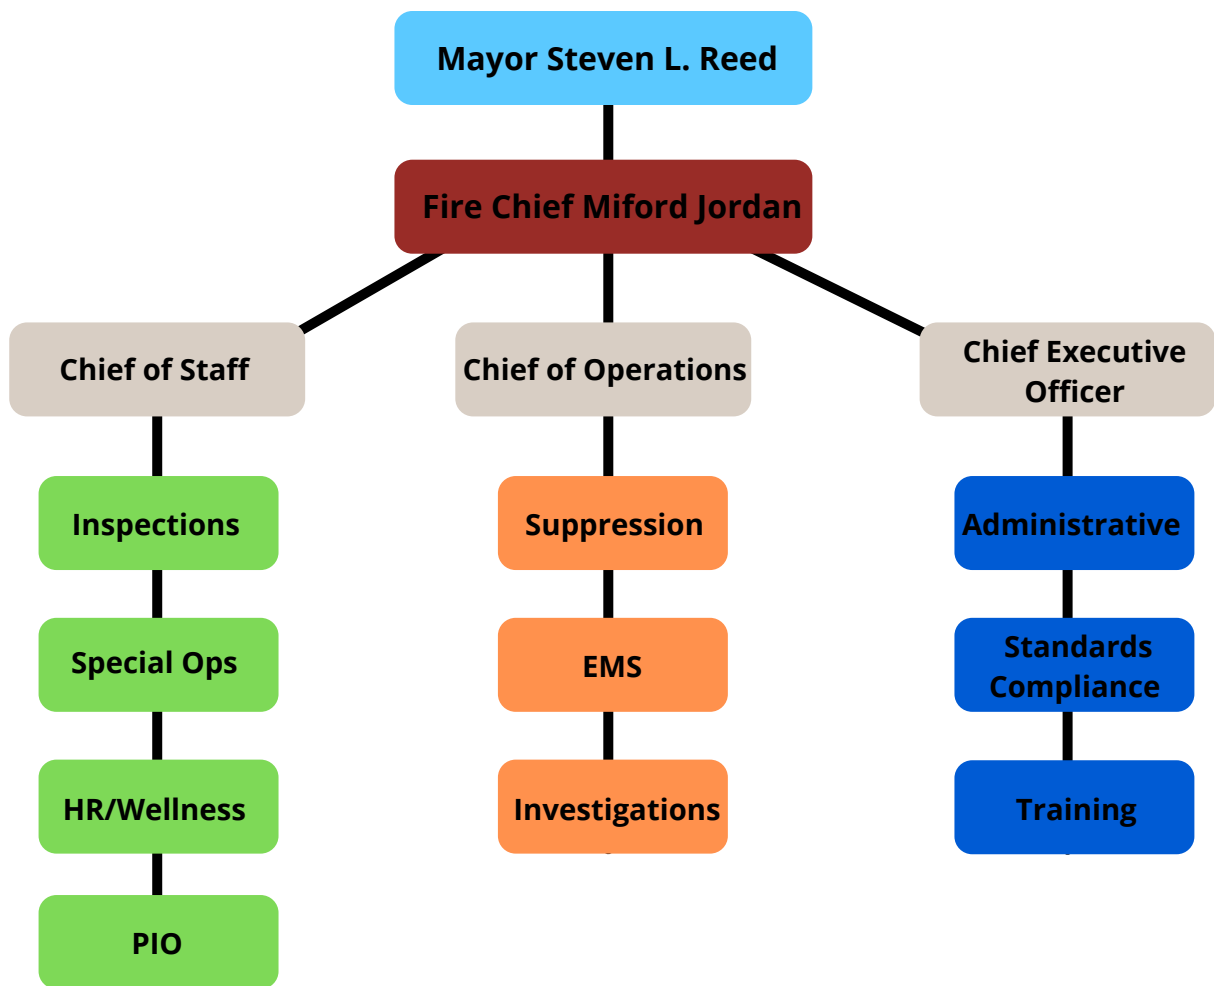 Mayor Steven L. Reed
Fire Chief Miford Jordan
Chief of Staff
Chief of Operations
Chief Executive
Officer
Inspections
Suppression
Administrative
Special Ops
EMS
Standards
Compliance
HR/Wellness
Investigations
Training
PIO